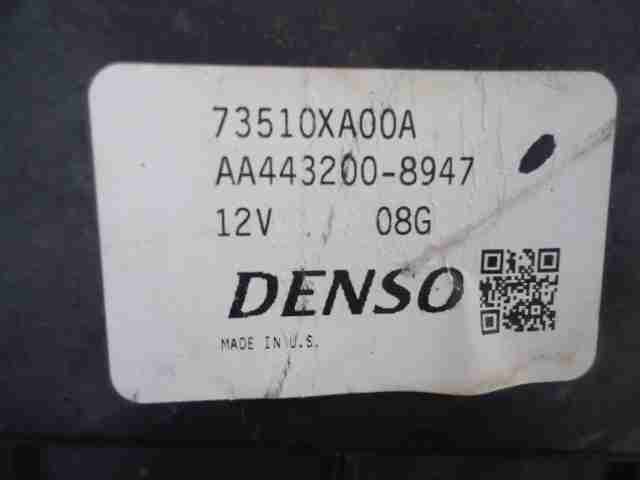 73510XA00A
AA443200-8947
12V 08G
DENSO
MADE IN U.S.